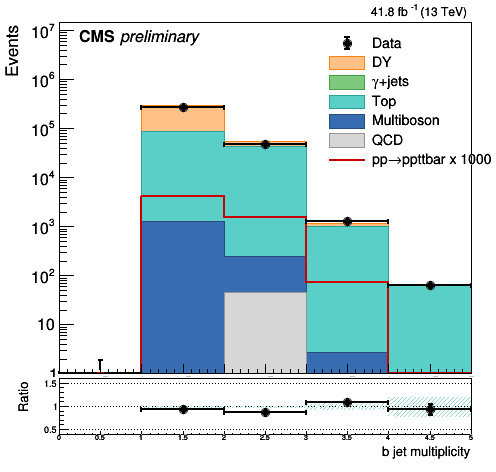 41.8 fb⁻¹ (13 TeV)
CMS preliminary
Events
10⁷
10⁶
10⁵
10⁴
10³
10²
10
1
Data
DY
γ+jets
Top
Multiboson
QCD
pp→ppttbar x 1000
Ratio
1.5
1
0.5
0 0.5 1 1.5 2 2.5 3 3.5 4 4.5 5
b jet multiplicity